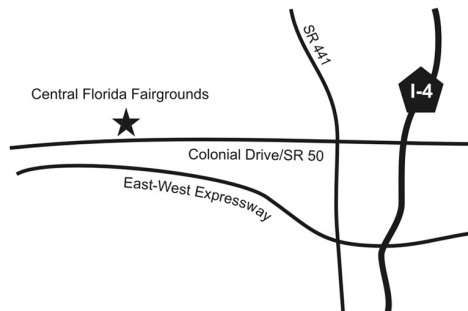 SR 441
I-4
Central Florida Fairgrounds
Colonial Drive/SR 50
East-West Expressway